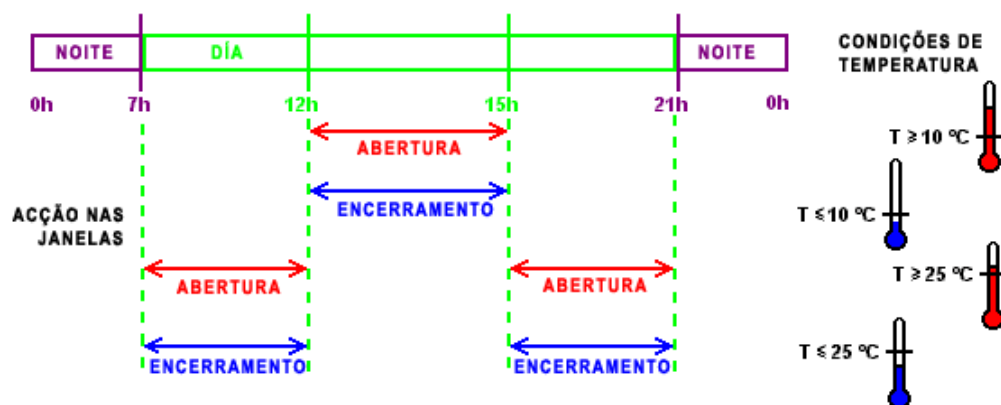 NOITE
DÍA
NOITE
CONDIÇÕES DE
TEMPERATURA
0h
7h
12h
15h
21h
0h
ABERTURA
T ≥ 10 ºC
ENCERRAMENTO
T ≤ 10 ºC
ACÇÃO NAS
JANELAS
ABERTURA
ABERTURA
T ≥ 25 ºC
ENCERRAMENTO
ENCERRAMENTO
T ≤ 25 ºC